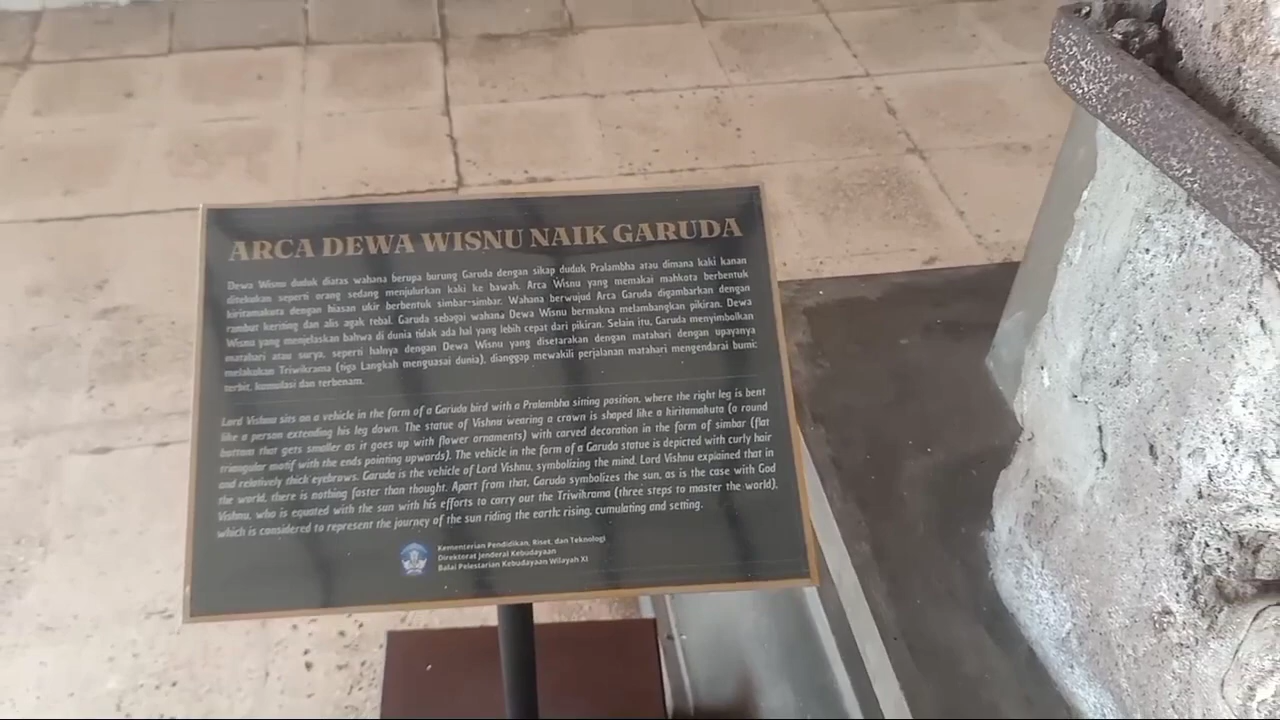 ARCA DEWA WISNU NAIK GARUDA
Dewa Wisnu duduk diatas wahana berupa burung Garuda dengan sikap duduk Pralambha atau dimana kaki kanan
ditekukan seperti orang sedang menjulurkan kaki ke bawah. Arca Wisnu yang memakai mahkota berbentuk
kiritamakuta dengan hiasan ukir berbentuk simbar-simbar. Wahana berwujud Arca Garuda digambarkan dengan
rambut keriting dan alis agak tebal. Garuda sebagai wahana Dewa Wisnu bermakna melambangkan pikiran. Dewa
Wisnu yang menjelaskan bahwa di dunia tidak ada hal yang lebih cepat dari pikiran. Selain itu, Garuda menyimbolkan
matahari atau surya, seperti halnya dengan Dewa Wisnu yang disetarakan dengan matahari dengan upayanya
melakukan Triwikrama (tiga Langkah menguasai dunia), dianggap mewakili perjalanan matahari mengendarai bumi:
terbit, kumulasi dan terbenam.
Lord Vishnu sits on a vehicle in the form of a Garuda bird with a Pralambha sitting position, where the right leg is bent
like a person extending his leg down. The statue of Vishnu wearing a crown is shaped like a kiritamakuta (a round
bottom that gets smaller as it goes up with flower ornaments) with carved decoration in the form of simbar (flat
triangular motif with the ends pointing upwards). The vehicle in the form of a Garuda statue is depicted with curly hair
and relatively thick eyebrows. Garuda is the vehicle of Lord Vishnu, symbolizing the mind. Lord Vishnu explained that in
the world, there is nothing faster than thought. Apart from that, Garuda symbolizes the sun, as is the case with God
Vishnu, who is equated with the sun with his efforts to carry out the Triwikrama (three steps to master the world),
which is considered to represent the journey of the sun riding the earth: rising, cumulating and setting.
Kementerian Pendidikan, Riset, dan Teknologi
Direktorat Jenderal Kebudayaan
Balai Pelestarian Kebudayaan Wilayah XI